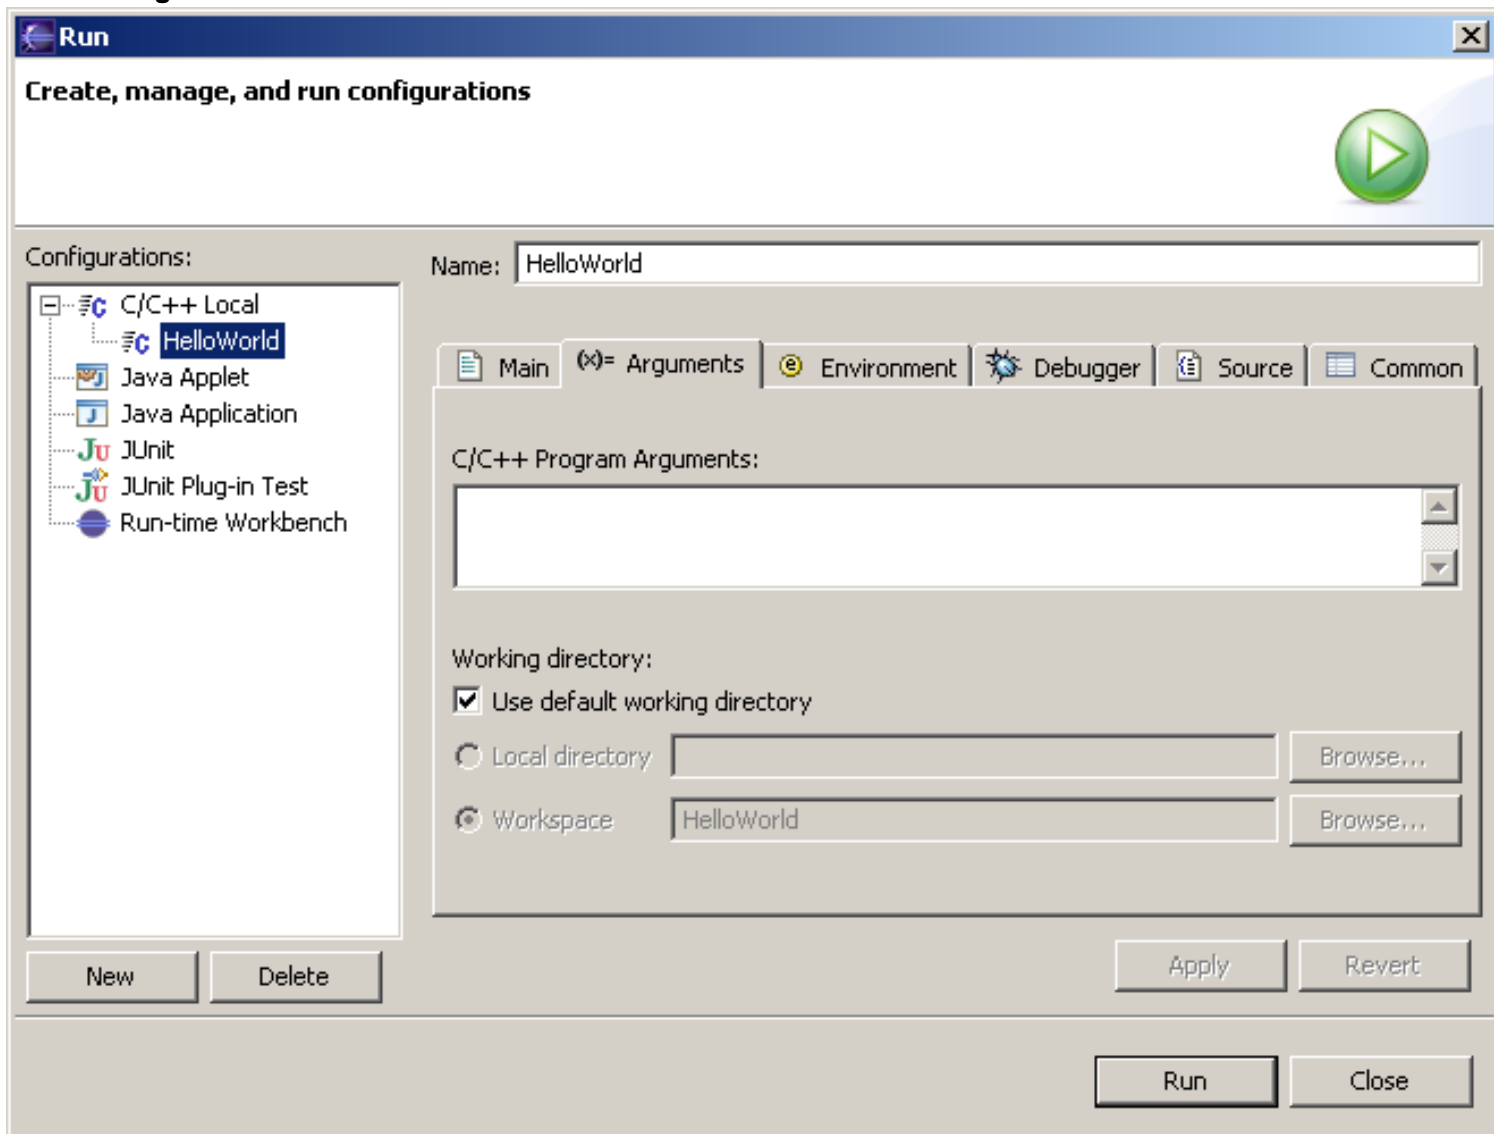 Run
Create, manage, and run configurations
Configurations:
C/C++ Local
HelloWorld
Java Applet
Java Application
JUnit
JUnit Plug-in Test
Run-time Workbench
New Delete
Name: HelloWorld
Main (x)= Arguments Environment Debugger Source Common
C/C++ Program Arguments:
Working directory:
Use default working directory
Local directory Browse...
Workspace HelloWorld Browse...
Apply Revert
Run Close